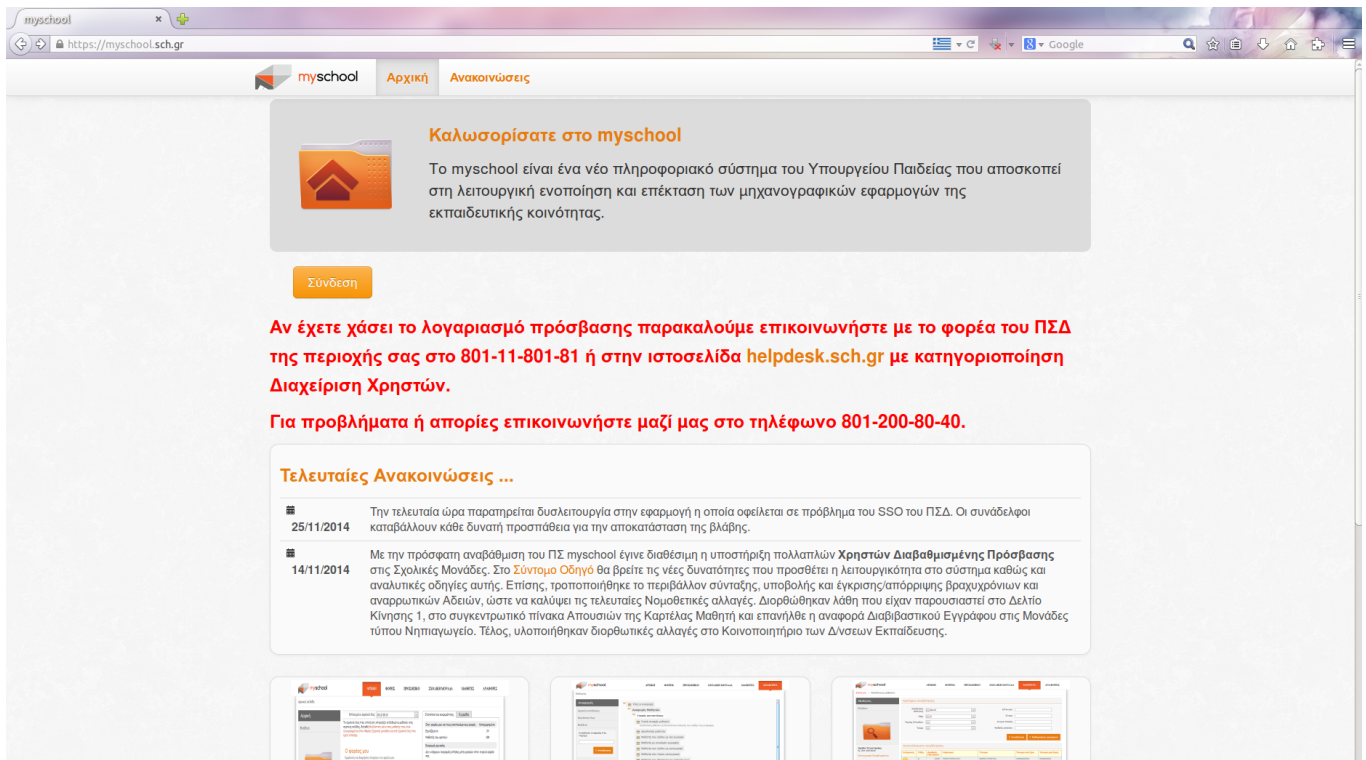 myschool
https://myschool.sch.gr
Google
myschool
Αρχική
Ανακοινώσεις
Καλωσορίσατε στο myschool
Το myschool είναι ένα νέο πληροφοριακό σύστημα του Υπουργείου Παιδείας που αποσκοπεί
στη λειτουργική ενοποίηση και επέκταση των μηχανογραφικών εφαρμογών της
εκπαιδευτικής κοινότητας.
Σύνδεση
Αν έχετε χάσει το λογαριασμό πρόσβασης παρακαλούμε επικοινωνήστε με το φορέα του ΠΣΔ
της περιοχής σας στο 801-11-801-81 ή στην ιστοσελίδα helpdesk.sch.gr με κατηγοριοποίηση
Διαχείριση Χρηστών.
Για προβλήματα ή απορίες επικοινωνήστε μαζί μας στο τηλέφωνο 801-200-80-40.
Τελευταίες Ανακοινώσεις ...
25/11/2014
Την τελευταία ώρα παρατηρείται δυσλειτουργία στην εφαρμογή η οποία οφείλεται σε πρόβλημα του SSO του ΠΣΔ. Οι συνάδελφοι
καταβάλλουν κάθε δυνατή προσπάθεια για την αποκατάσταση της βλάβης.
14/11/2014
Με την πρόσφατη αναβάθμιση του ΠΣ myschool έγινε διαθέσιμη η υποστήριξη πολλαπλών Χρηστών Διαβαθμισμένης Πρόσβασης
στις Σχολικές Μονάδες. Στο Σύντομο Οδηγό θα βρείτε τις νέες δυνατότητες που προσθέτει η λειτουργικότητα στο σύστημα καθώς και
αναλυτικές οδηγίες αυτής. Επίσης, τροποποιήθηκε το περιβάλλον σύνταξης, υποβολής και έγκρισης/απόρριψης βραχυχρόνιων και
αναρρωτικών Αδειών, ώστε να καλύψει τις τελευταίες Νομοθετικές αλλαγές. Διορθώθηκαν λάθη που είχαν παρουσιαστεί στο Δελτίο
Κίνησης 1, στο συγκεντρωτικό πίνακα Απουσιών της Καρτέλας Μαθητή και επανήλθε η αναφορά Διαβιβαστικού Εγγράφου στις Μονάδες
τύπου Νηπιαγωγείο. Τέλος, υλοποιήθηκαν διορθωτικές αλλαγές στο Κοινοποιητήριο των Δ/νσεων Εκπαίδευσης.
myschool
myschool
myschool
Ο φορέας μου